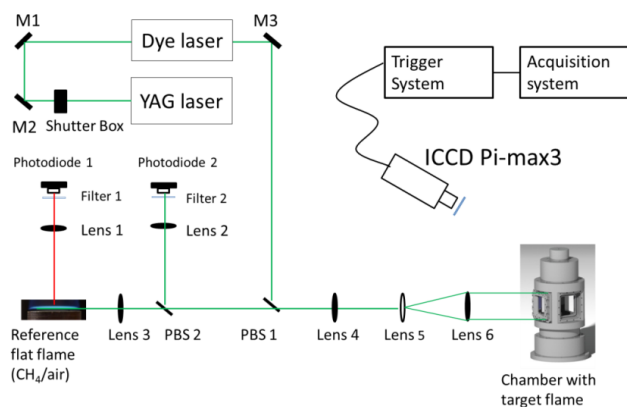 M1
M3
Dye laser
YAG laser
M2
Shutter Box
Trigger
System
Acquisition
system
ICCD Pi-max3
Photodiode 1
Photodiode 2
Filter 1
Filter 2
Lens 1
Lens 2
Reference
flat flame
(CH₄/air)
Lens 3
PBS 2
PBS 1
Lens 4
Lens 5
Lens 6
Chamber with
target flame